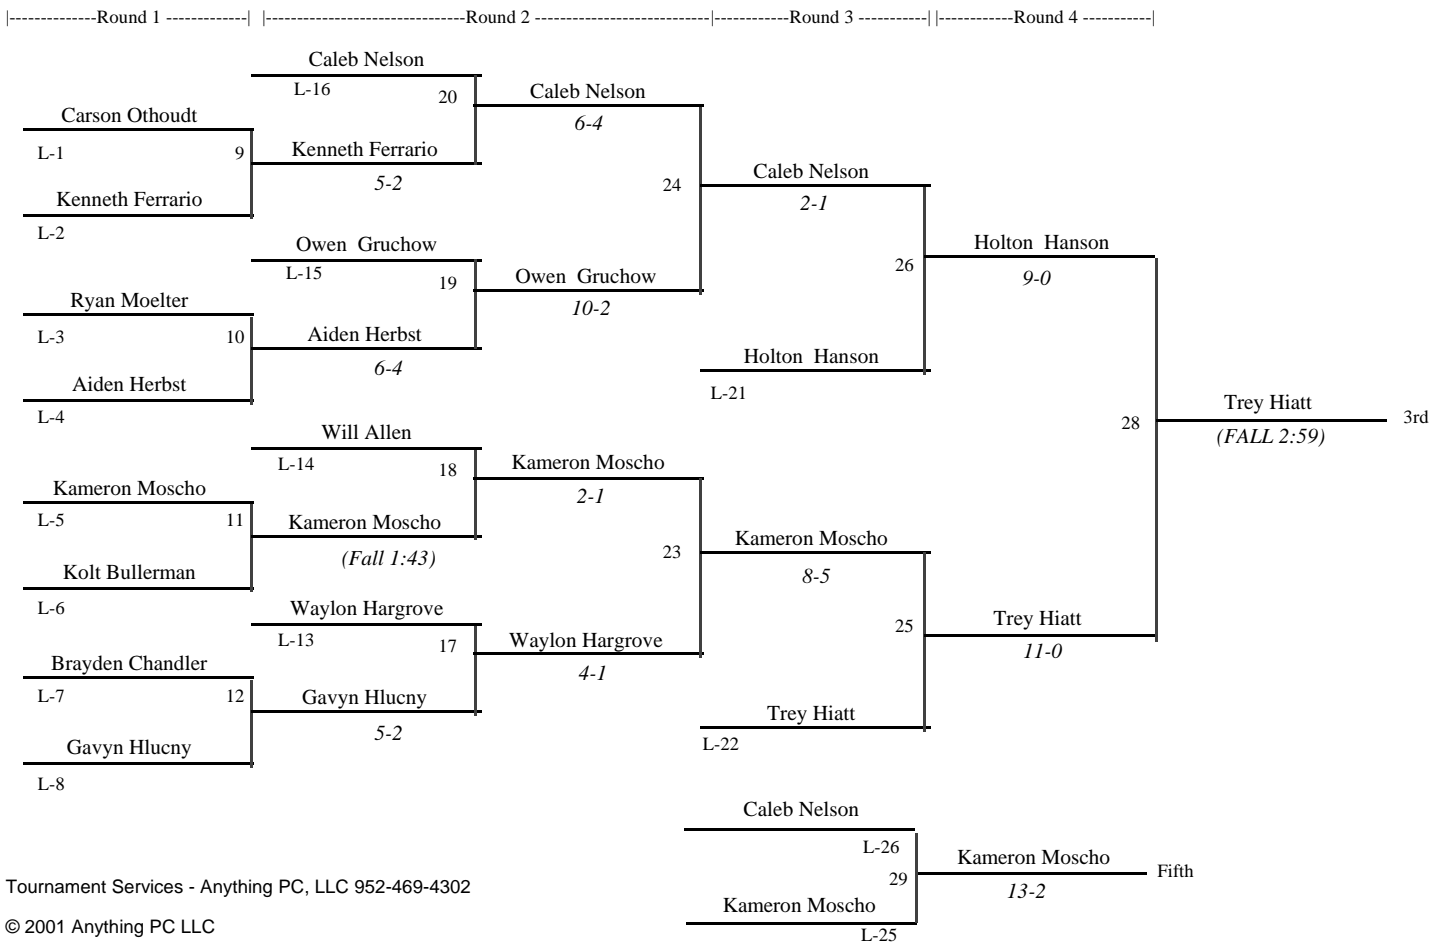 |-------------Round 1 -------------| |-------------------------------Round 2 ---------------------------|------------Round 3 -----------| |------------Round 4 -----------|
Caleb Nelson
L-16
20
Caleb Nelson
6-4
Carson Othoudt
L-1
9
Kenneth Ferrario
5-2
Kenneth Ferrario
L-2
24
Caleb Nelson
2-1
Owen  Gruchow
L-15
19
Owen  Gruchow
10-2
Ryan Moelter
L-3
10
Aiden Herbst
6-4
Aiden Herbst
L-4
26
Holton  Hanson
9-0
Holton  Hanson
L-21
28
Trey Hiatt
(FALL 2:59)
3rd
Will Allen
L-14
18
Kameron Moscho
2-1
Kameron Moscho
L-5
11
Kameron Moscho
(Fall 1:43)
Kolt Bullerman
L-6
23
Kameron Moscho
8-5
Waylon Hargrove
L-13
17
Waylon Hargrove
4-1
Brayden Chandler
L-7
12
Gavyn Hlucny
5-2
Gavyn Hlucny
L-8
25
Trey Hiatt
11-0
Trey Hiatt
L-22
Caleb Nelson
L-26
29
Kameron Moscho
13-2
Fifth
Kameron Moscho
L-25
Tournament Services - Anything PC, LLC 952-469-4302
© 2001 Anything PC LLC